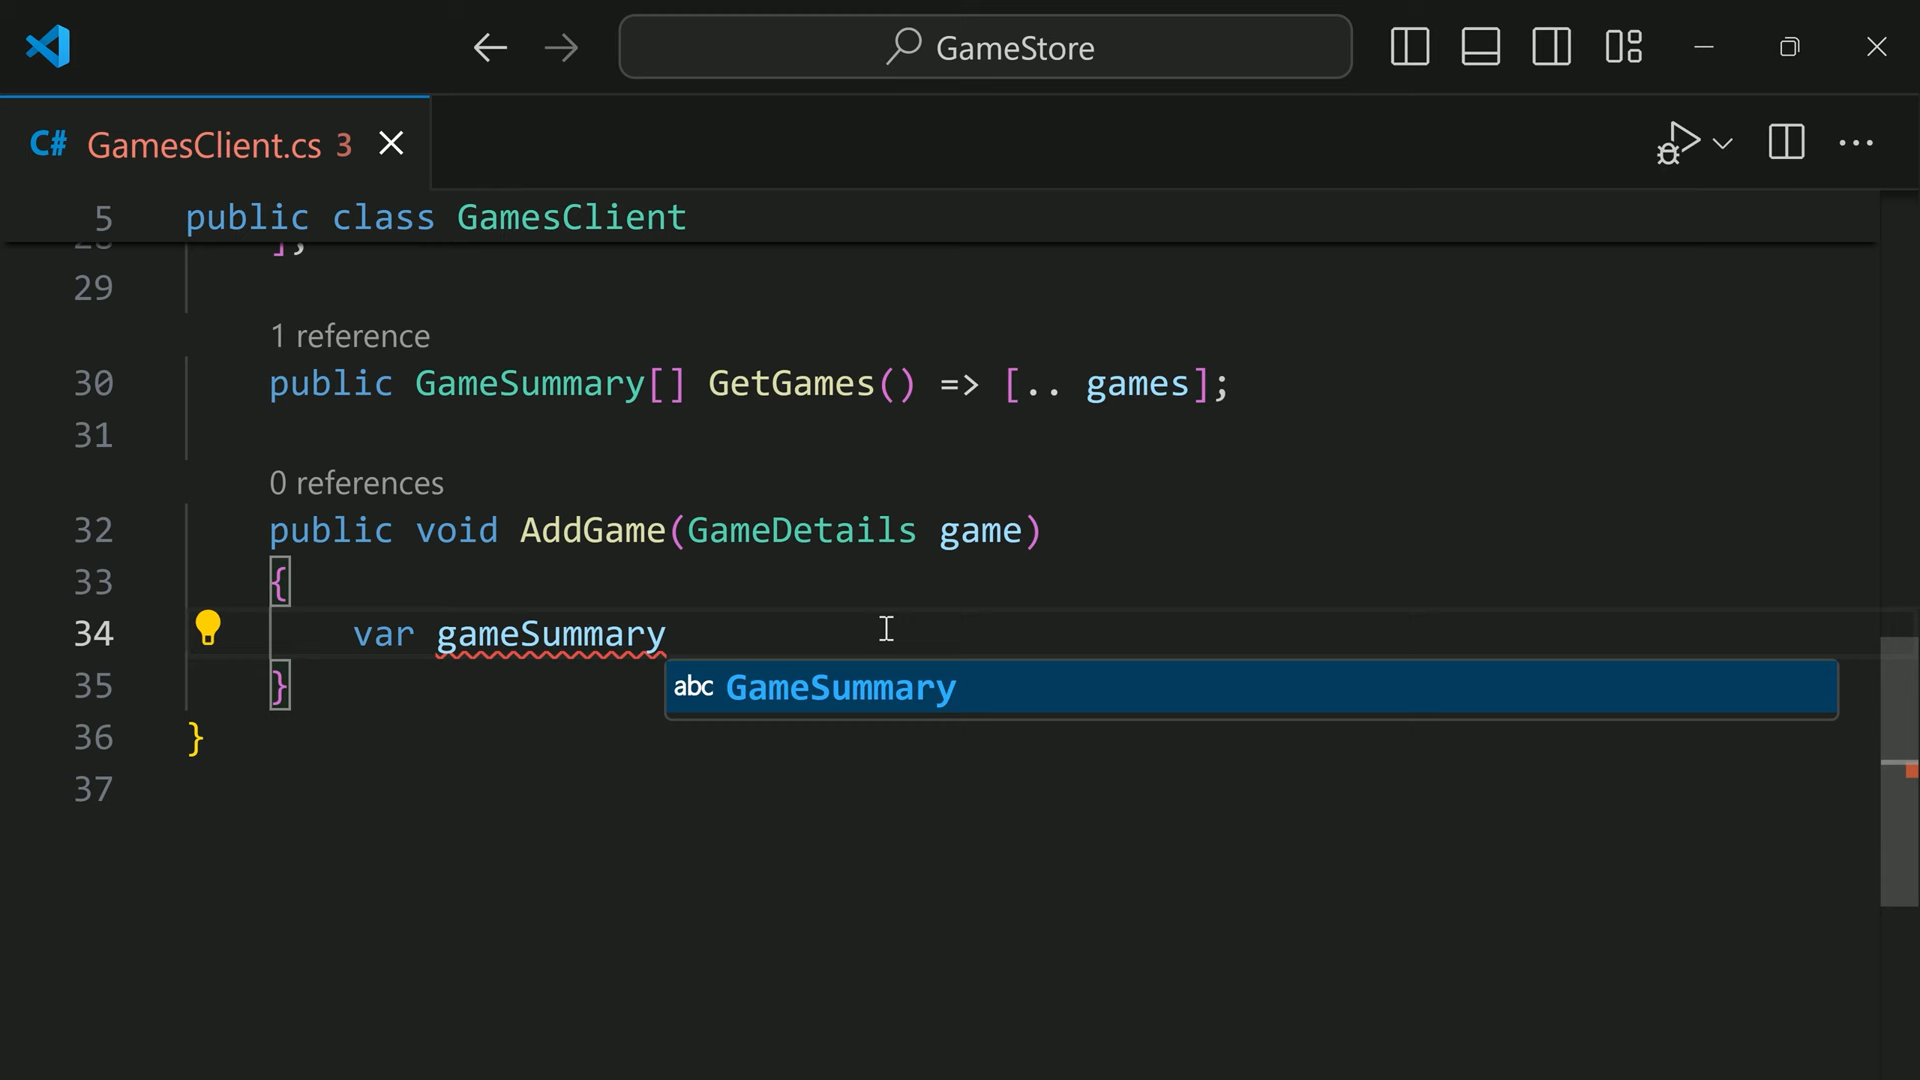 GameStore
C# GamesClient.cs 3
5 public class GamesClient
28 ];
29
1 reference
30 public GameSummary[] GetGames() => [.. games];
31
0 references
32 public void AddGame(GameDetails game)
33 {
34 var gameSummary
abc GameSummary
35 }
36 }
37